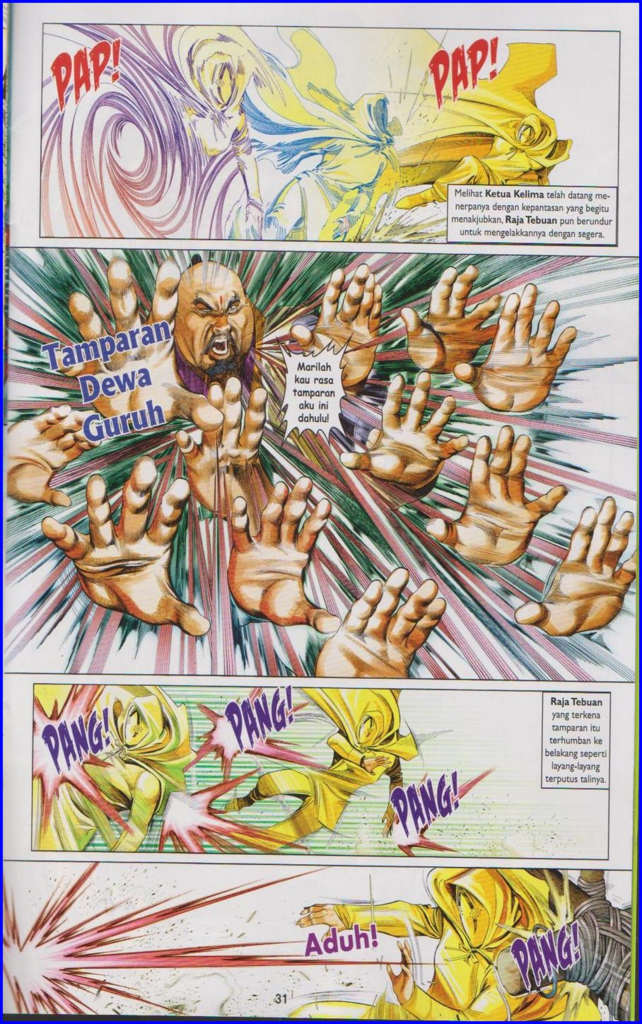 PAP!
PAP!
Melihat Ketua Kelima telah datang me-
nerpanya dengan kepantasan yang begitu
menakjubkan, Raja Tebuan pun berundur
untuk mengelakkannya dengan segera.
Tamparan
Dewa
Guruh
Marilah
kau rasa
tamparan
aku ini
dahulu!
PANG!
PANG!
PANG!
Raja Tebuan
yang terkena
tamparan itu
terhumban ke
belakang seperti
layang-layang
terputus talinya.
Aduh!
PANG!
31